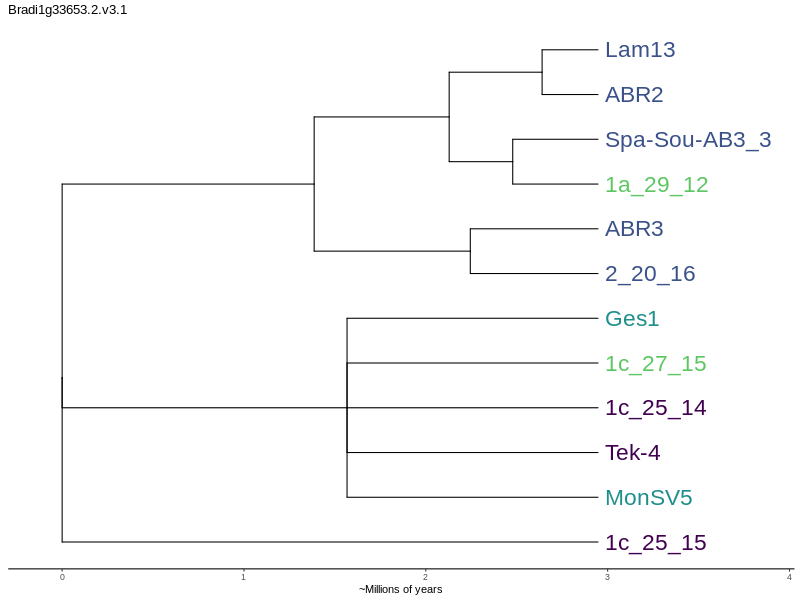 Bradi1g33653.2.v3.1
Lam13
ABR2
Spa-Sou-AB3_3
1a_29_12
ABR3
2_20_16
Ges1
1c_27_15
1c_25_14
Tek-4
MonSV5
1c_25_15
0 1 2 3 4
~Millions of years